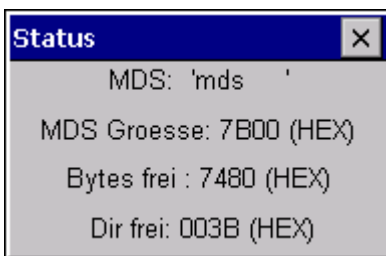 Status
MDS: 'mds    '
MDS Groesse: 7B00 (HEX)
Bytes frei : 7480 (HEX)
Dir frei: 003B (HEX)